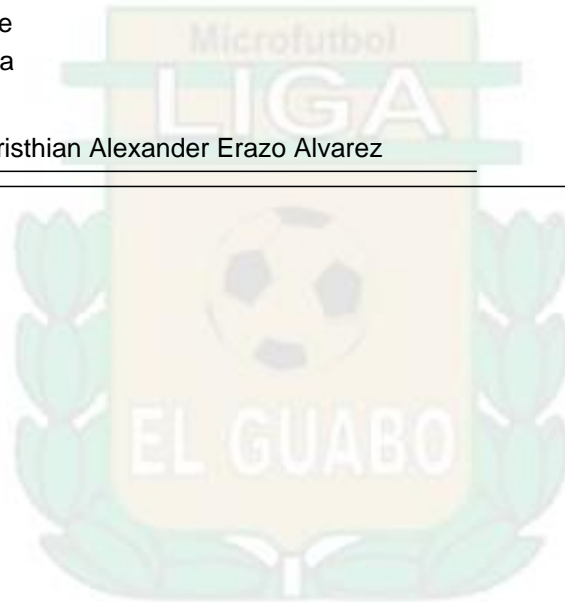 e
Microfutbol
a
LIGA
risthian Alexander Erazo Alvarez
EL GUABO